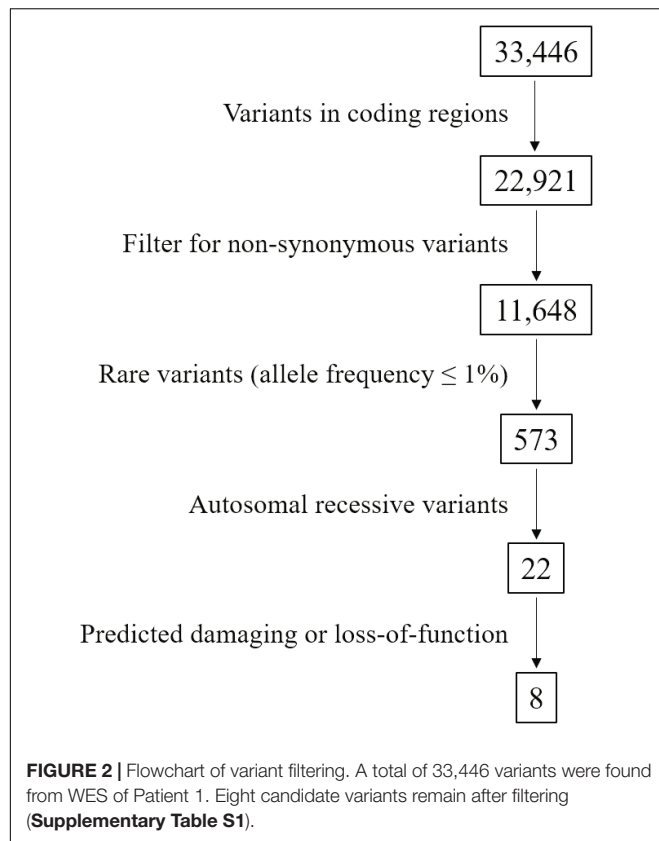 33,446
Variants in coding regions
22,921
Filter for non-synonymous variants
11,648
Rare variants (allele frequency ≤ 1%)
573
Autosomal recessive variants
22
Predicted damaging or loss-of-function
8
FIGURE 2 | Flowchart of variant filtering. A total of 33,446 variants were found
from WES of Patient 1. Eight candidate variants remain after filtering
(Supplementary Table S1).